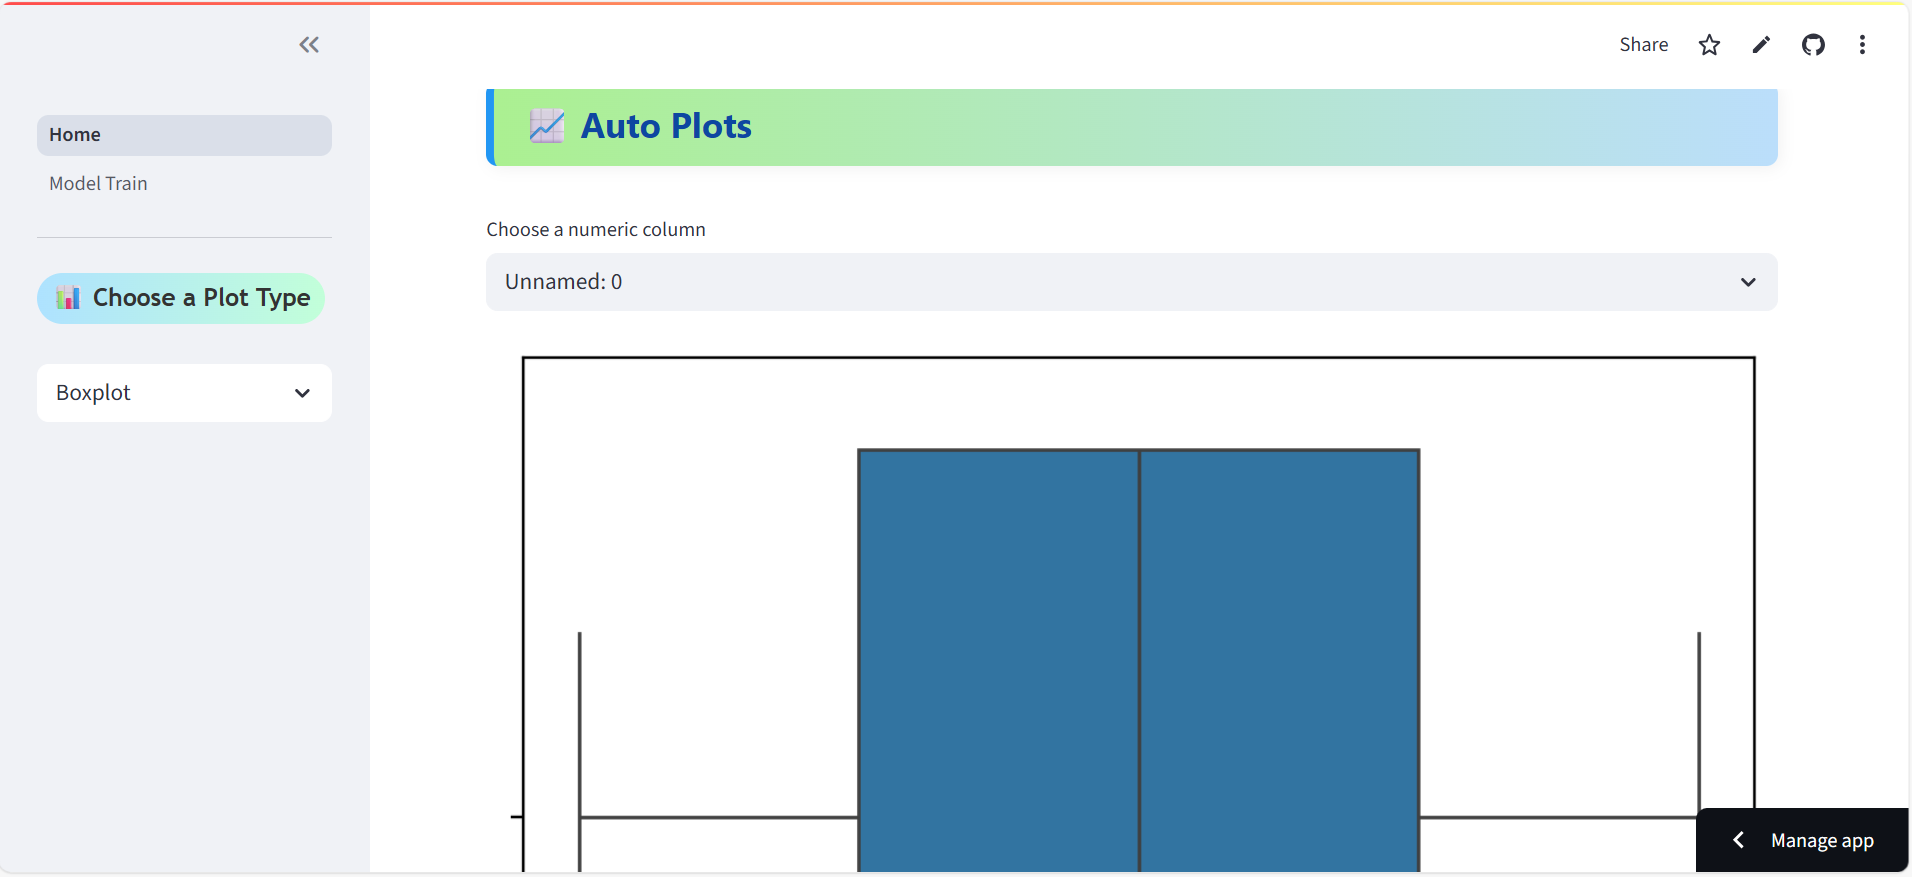 Share
Home
Model Train
Choose a Plot Type
Boxplot
Auto Plots
Choose a numeric column
Unnamed: 0
Manage app